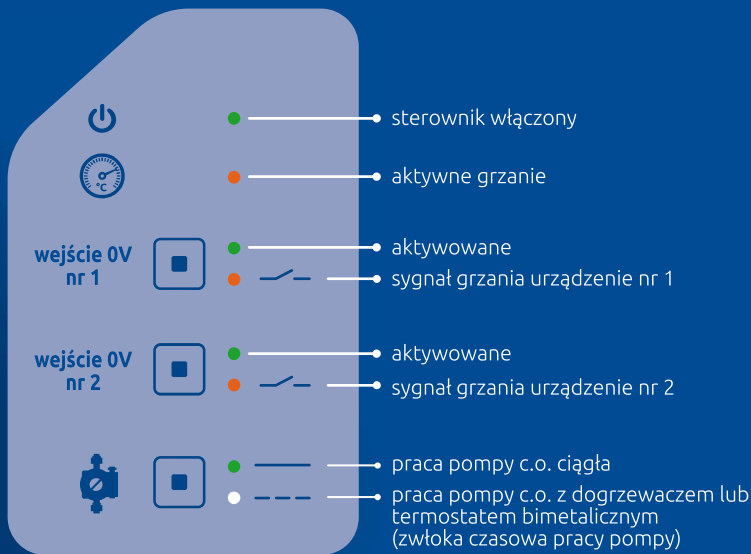 sterownik włączony
°C
aktywne grzanie
wejście 0V
nr 1
aktywowane
sygnał grzania urządzenie nr 1
wejście 0V
nr 2
aktywowane
sygnał grzania urządzenie nr 2
praca pompy c.o. ciągła
praca pompy c.o. z dogrzewaczem lub
termostatem bimetalicznym
(zwłoka czasowa pracy pompy)